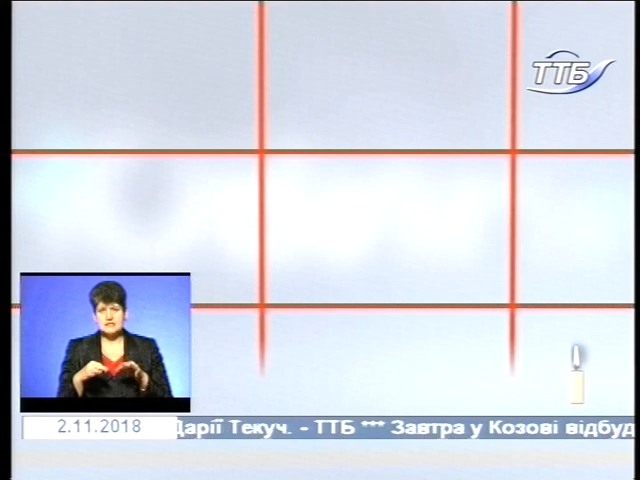 ТТБ
2.11.2018 Дарії Текуч. - ТТБ *** Завтра у Козові відбуд